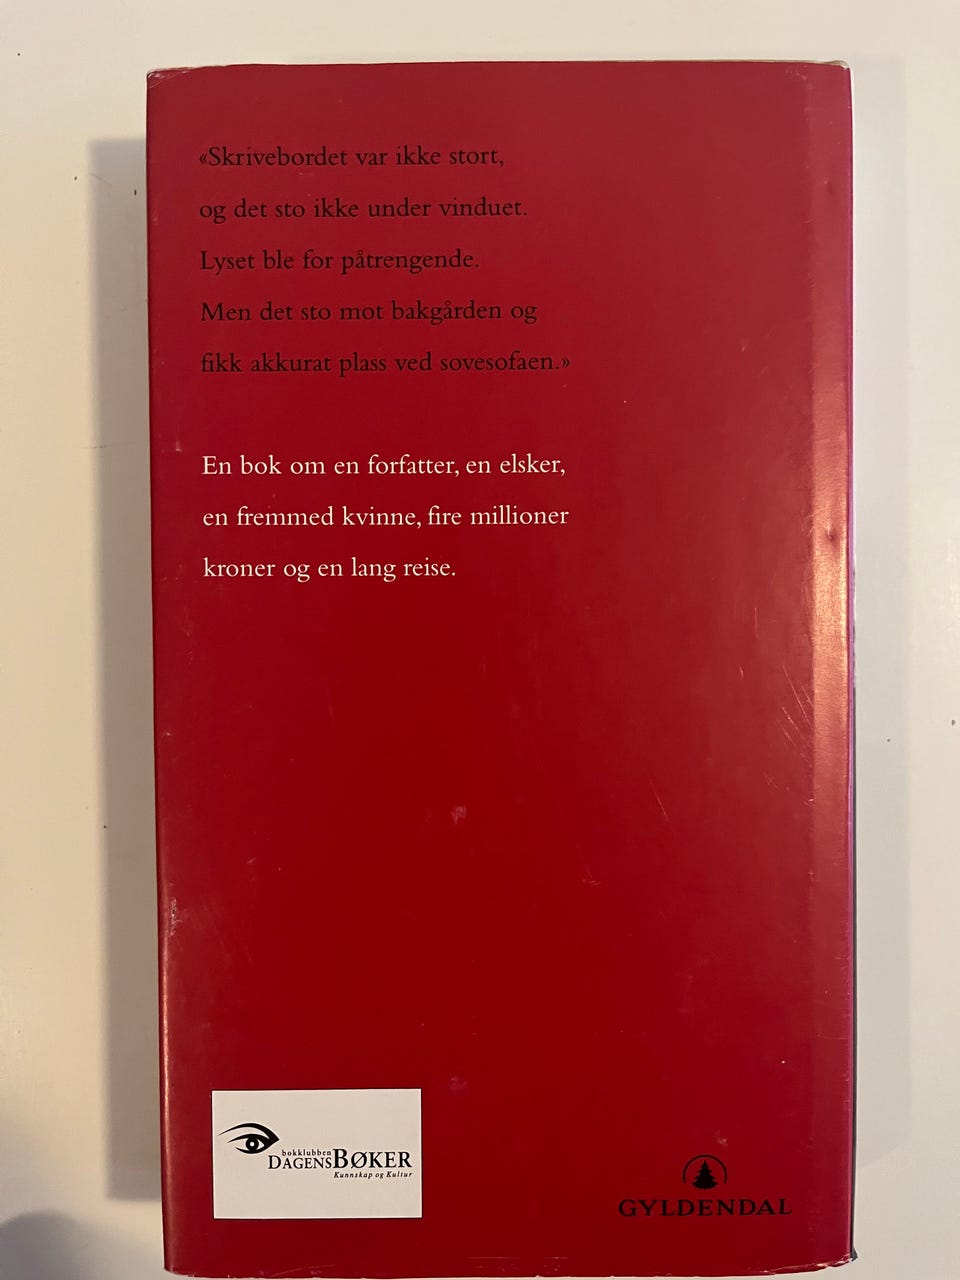 «Skrivebordet var ikke stort,
og det sto ikke under vinduet.
Lyset ble for påtrengende.
Men det sto mot bakgården og
fikk akkurat plass ved sovesofaen.»
En bok om en forfatter, en elsker,
en fremmed kvinne, fire millioner
kroner og en lang reise.
bokklubben
DAGENSBØKER
Kunnskap og Kultur
GYLDENDAL